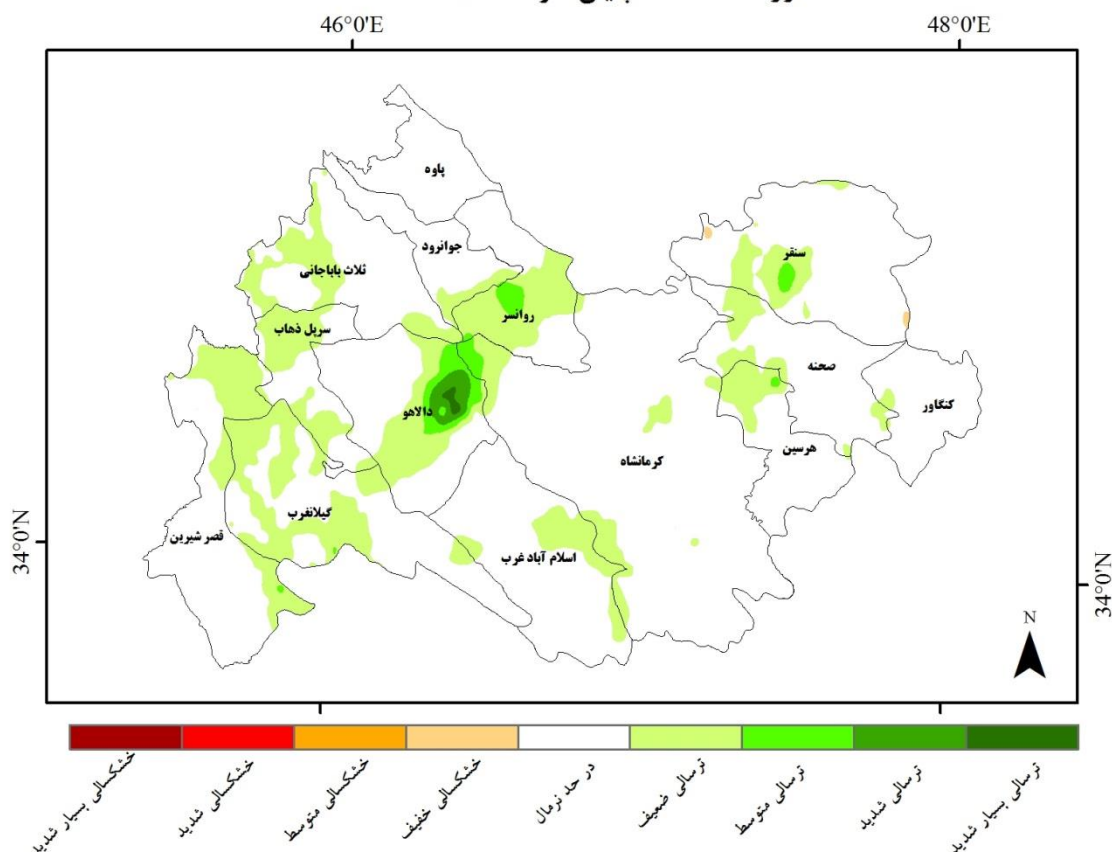 46°0'E
48°0'E
پاوه
جوانرود
ثلاث باباجانی
سنقر
روانسر
سرپل ذهاب
صحنه
کنگاور
دالاهو
هرسین
کرمانشاه
گیلانغرب
قصر شیرین
اسلام آباد غرب
34°0'N
34°0'N
N
خشکسالی بسیار شدید
خشکسالی شدید
خشکسالی متوسط
خشکسالی خفیف
در حد نرمال
ترسالی ضعیف
ترسالی متوسط
ترسالی شدید
ترسالی بسیار شدید